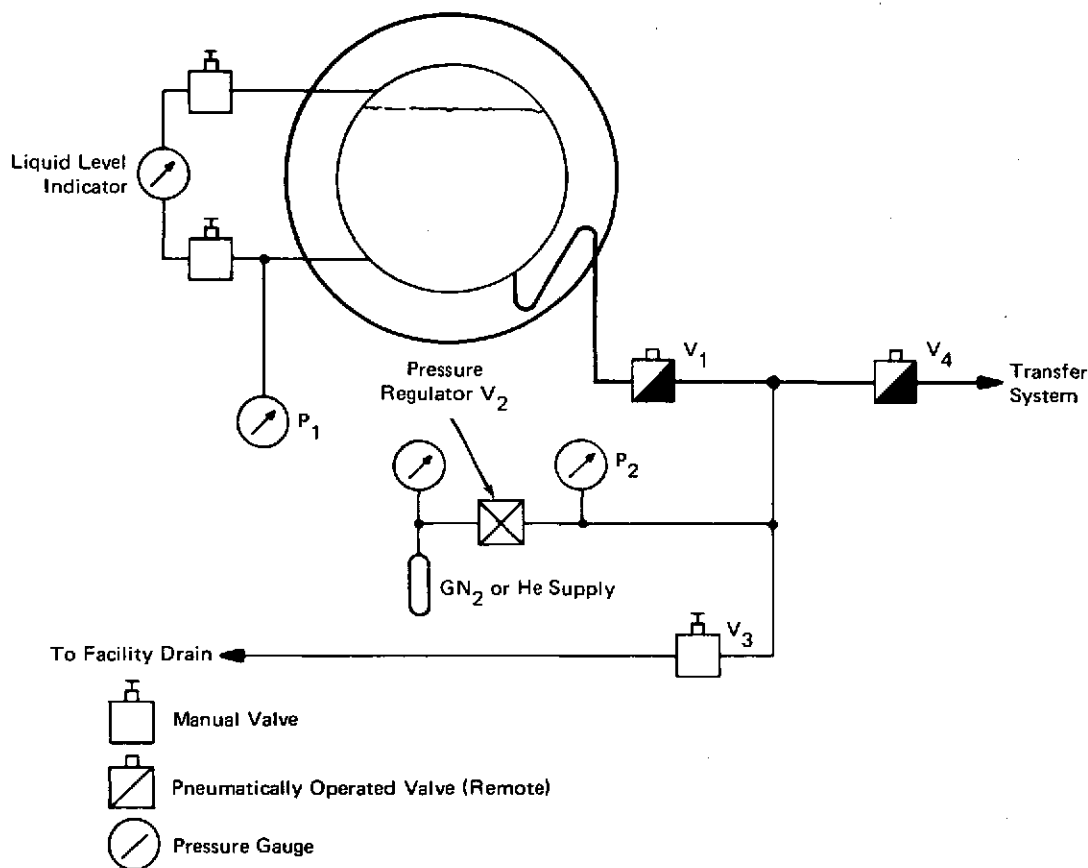 Liquid Level
Indicator
P1
Pressure
Regulator V2
V1
V4
Transfer
System
P2
GN2 or He Supply
V3
To Facility Drain
Manual Valve
Pneumatically Operated Valve (Remote)
Pressure Gauge